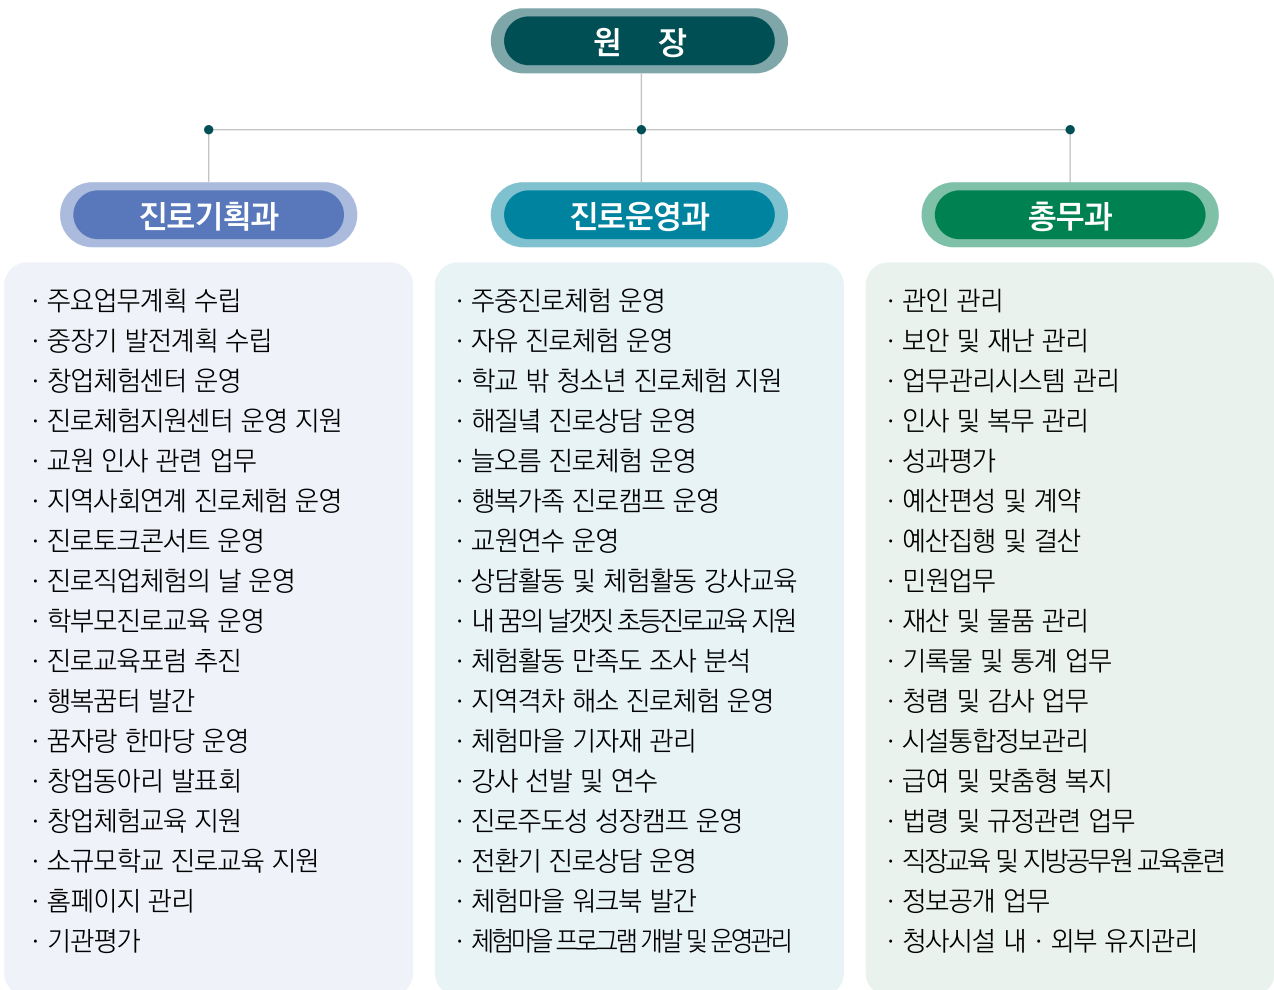 원 장
진로기획과
· 주요업무계획 수립
· 중장기 발전계획 수립
· 창업체험센터 운영
· 진로체험지원센터 운영 지원
· 교원 인사 관련 업무
· 지역사회연계 진로체험 운영
· 진로토크콘서트 운영
· 진로직업체험의 날 운영
· 학부모진로교육 운영
· 진로교육포럼 추진
· 행복꿈터 발간
· 꿈자랑 한마당 운영
· 창업동아리 발표회
· 창업체험교육 지원
· 소규모학교 진로교육 지원
· 홈페이지 관리
· 기관평가
진로운영과
· 주중진로체험 운영
· 자유 진로체험 운영
· 학교 밖 청소년 진로체험 지원
· 해질녘 진로상담 운영
· 늘오름 진로체험 운영
· 행복가족 진로캠프 운영
· 교원연수 운영
· 상담활동 및 체험활동 강사교육
· 내 꿈의 날갯짓 초등진로교육 지원
· 체험활동 만족도 조사 분석
· 지역격차 해소 진로체험 운영
· 체험마을 기자재 관리
· 강사 선발 및 연수
· 진로주도성 성장캠프 운영
· 전환기 진로상담 운영
· 체험마을 워크북 발간
· 체험마을 프로그램 개발 및 운영관리
총무과
· 관인 관리
· 보안 및 재난 관리
· 업무관리시스템 관리
· 인사 및 복무 관리
· 성과평가
· 예산편성 및 계약
· 예산집행 및 결산
· 민원업무
· 재산 및 물품 관리
· 기록물 및 통계 업무
· 청렴 및 감사 업무
· 시설통합정보관리
· 급여 및 맞춤형 복지
· 법령 및 규정관련 업무
· 직장교육 및 지방공무원 교육훈련
· 정보공개 업무
· 청사시설 내 · 외부 유지관리